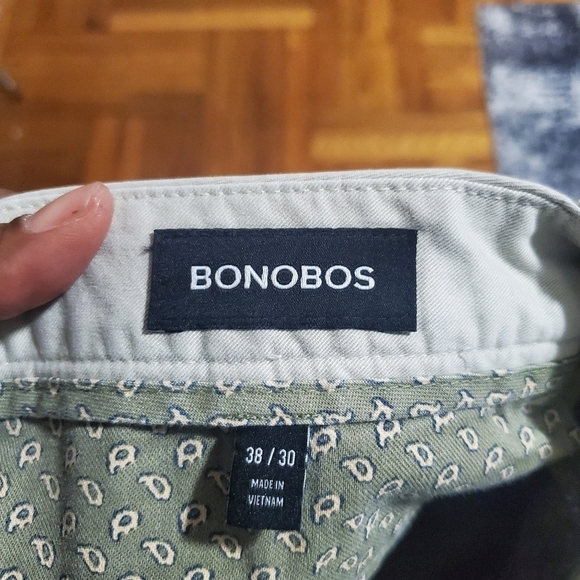 BONOBOS
38 / 30
MADE IN
VIETNAM